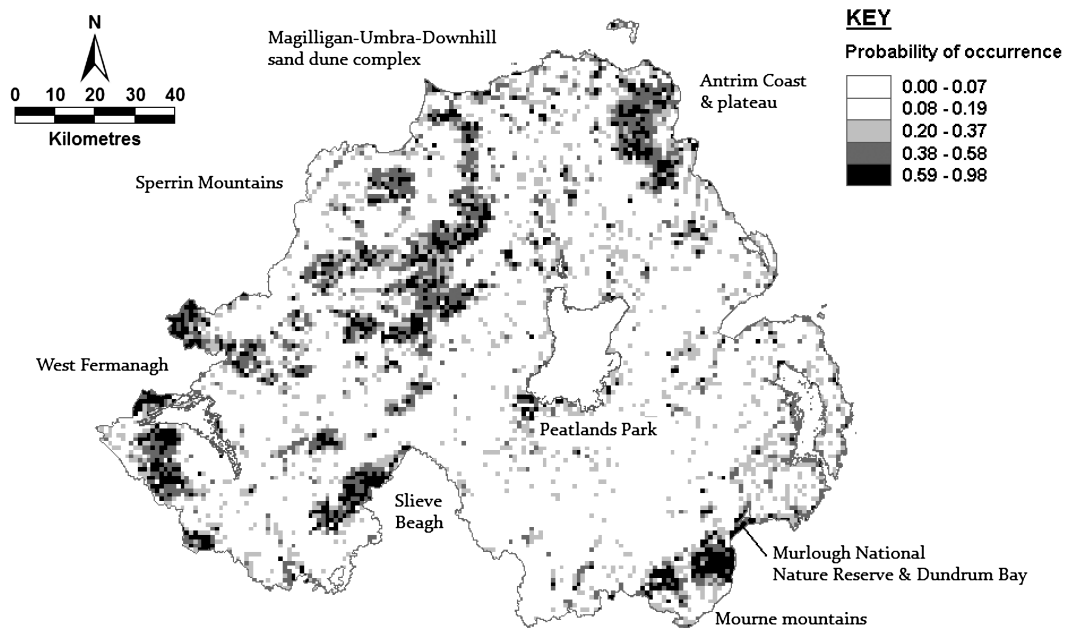 N
0 10 20 30 40
Kilometres
Magilligan-Umbra-Downhill
sand dune complex
Antrim Coast
& plateau
KEY
Probability of occurrence
0.00 - 0.07
0.08 - 0.19
0.20 - 0.37
0.38 - 0.58
0.59 - 0.98
Sperrin Mountains
West Fermanagh
Peatlands Park
Slieve
Beagh
Murlough National
Nature Reserve & Dundrum Bay
Mourne mountains